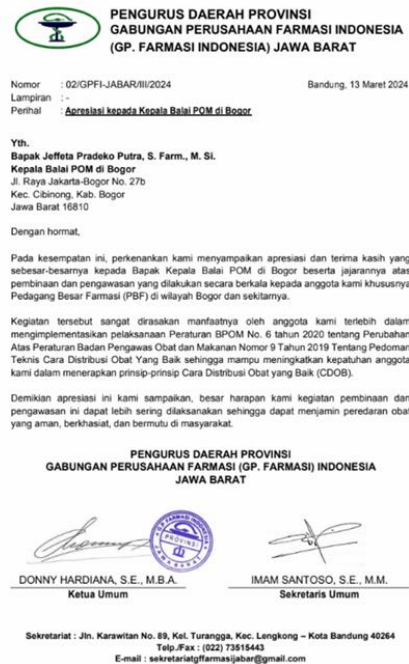 PENGURUS DAERAH PROVINSI
GABUNGAN PERUSAHAAN FARMASI INDONESIA
(GP. FARMASI INDONESIA) JAWA BARAT
Nomor : 02/GPFI-JABAR/III/2024 Bandung, 13 Maret 2024
Lampiran : -
Perihal : Apresiasi kepada Kepala Balai POM di Bogor
Yth.
Bapak Jeffeta Pradeko Putra, S. Farm., M. Si.
Kepala Balai POM di Bogor
Jl. Raya Jakarta-Bogor No. 27b
Kec. Cibinong, Kab. Bogor
Jawa Barat 16810
Dengan hormat,
Pada kesempatan ini, perkenankan kami menyampaikan apresiasi dan terima kasih yang
sebesar-besarnya kepada Bapak Kepala Balai POM di Bogor beserta jajarannya atas
pembinaan dan pengawasan yang dilakukan secara berkala kepada anggota kami khususnya
Pedagang Besar Farmasi (PBF) di wilayah Bogor dan sekitarnya.
Kegiatan tersebut sangat dirasakan manfaatnya oleh anggota kami terlebih dalam
mengimplementasikan pelaksanaan Peraturan BPOM No. 6 tahun 2020 tentang Perubahan
Atas Peraturan Badan Pengawas Obat dan Makanan Nomor 9 Tahun 2019 Tentang Pedoman
Teknis Cara Distribusi Obat Yang Baik sehingga mampu meningkatkan kepatuhan anggota
kami dalam menerapkan prinsip-prinsip Cara Distribusi Obat yang Baik (CDOB).
Demikian apresiasi ini kami sampaikan, besar harapan kami kegiatan pembinaan dan
pengawasan ini dapat lebih sering dilaksanakan sehingga dapat menjamin peredaran obat
yang aman, berkhasiat, dan bermutu di masyarakat.
PENGURUS DAERAH PROVINSI
GABUNGAN PERUSAHAAN FARMASI (GP. FARMASI) INDONESIA
JAWA BARAT
PROVINSI
DONNY HARDIANA, S.E., M.B.A. IMAM SANTOSO, S.E., M.M.
Ketua Umum Sekretaris Umum
Sekretariat : Jln. Karawitan No. 89, Kel. Turangga, Kec. Lengkong – Kota Bandung 40264
Telp./Fax : (022) 73515443
E-mail : sekretariatgffarmasijabar@gmail.com